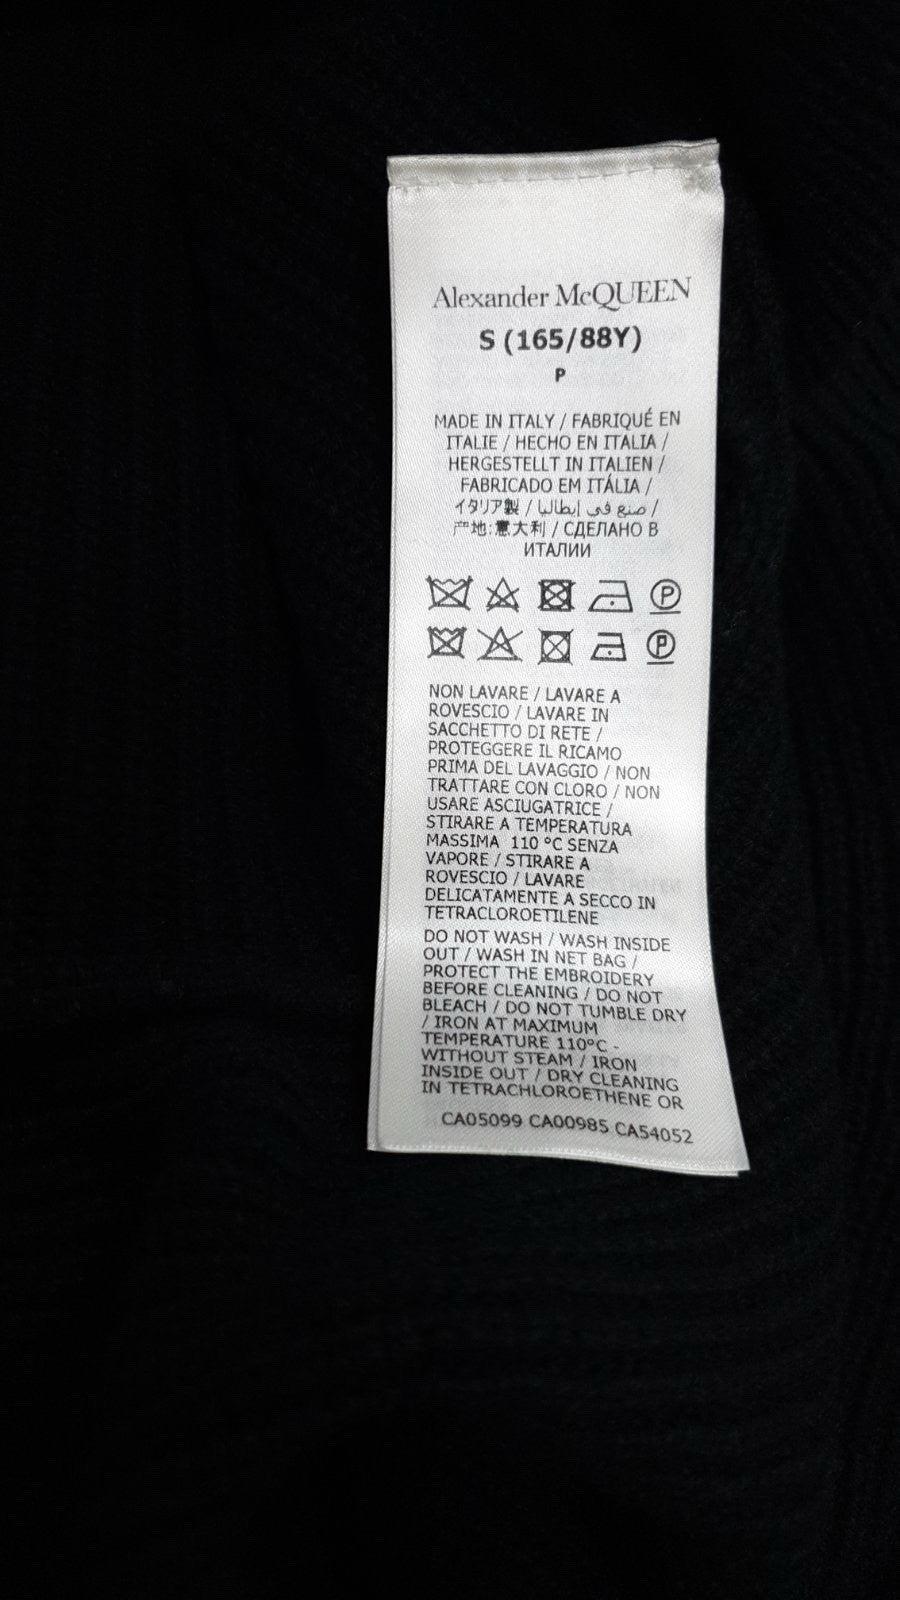 Alexander McQUEEN
S (165/88Y)
P
MADE IN ITALY / FABRIQUÉ EN
ITALIE / HECHO EN ITALIA /
HERGESTELLT IN ITALIEN /
FABRICADO EM ITÁLIA /
イタリア製 / صنع في إيطاليا /
产地:意大利 / СДЕЛАНО В
ИТАЛИИ
P
P
NON LAVARE / LAVARE A
ROVESCIO / LAVARE IN
SACCHETTO DI RETE /
PROTEGGERE IL RICAMO
PRIMA DEL LAVAGGIO / NON
TRATTARE CON CLORO / NON
USARE ASCIUGATRICE /
STIRARE A TEMPERATURA
MASSIMA 110 °C SENZA
VAPORE / STIRARE A
ROVESCIO / LAVARE
DELICATAMENTE A SECCO IN
TETRACLOROETILENE
DO NOT WASH / WASH INSIDE
OUT / WASH IN NET BAG /
PROTECT THE EMBROIDERY
BEFORE CLEANING / DO NOT
BLEACH / DO NOT TUMBLE DRY
/ IRON AT MAXIMUM
TEMPERATURE 110°C -
WITHOUT STEAM / IRON
INSIDE OUT / DRY CLEANING
IN TETRACHLOROETHENE OR
CA05099 CA00985 CA54052